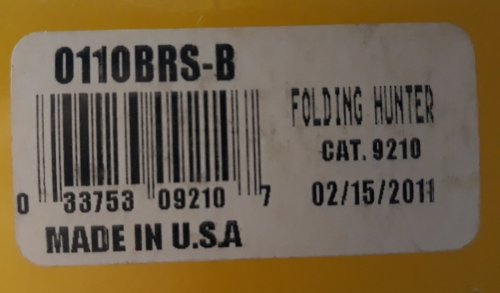 0110BRS-B
FOLDING HUNTER
CAT. 9210
02/15/2011
0 33753 09210 7
MADE IN U.S.A